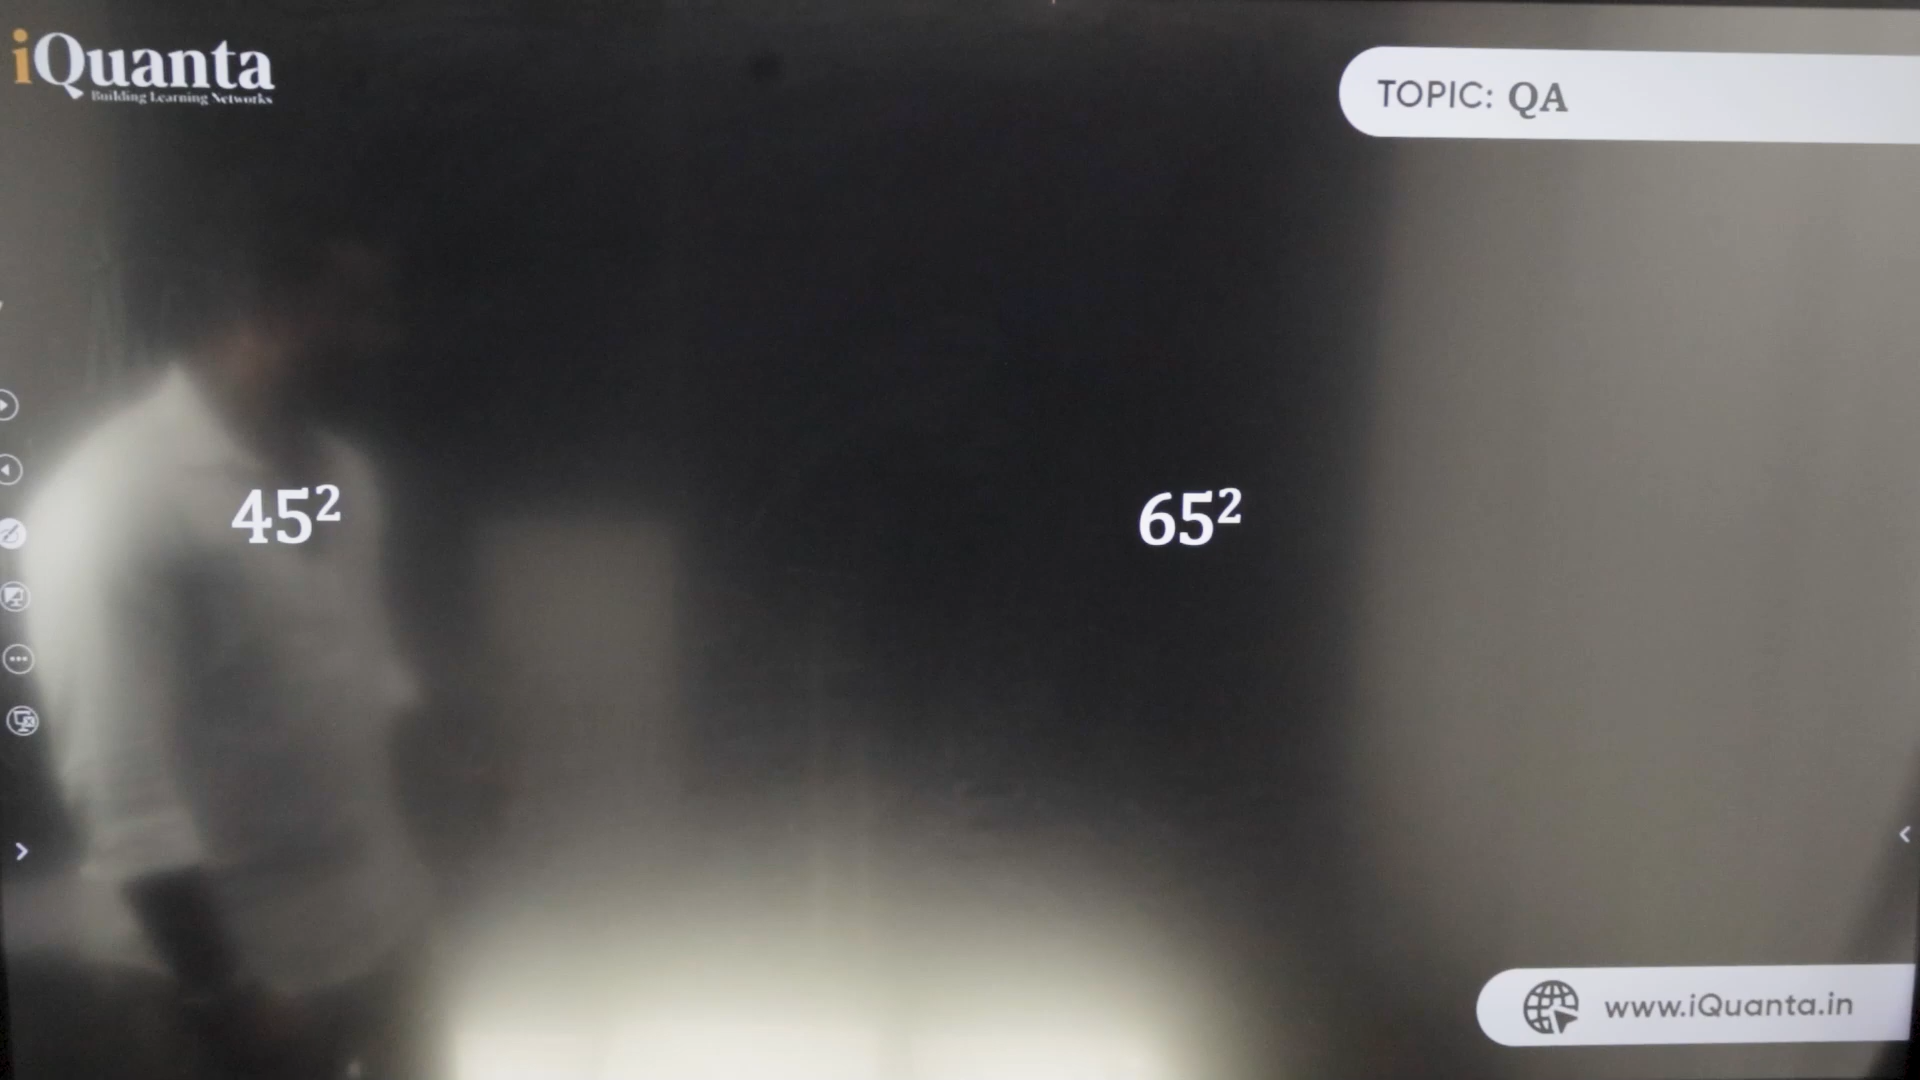 iQuanta
Building Learning Networks
TOPIC: QA
45²
65²
www.iQuanta.in